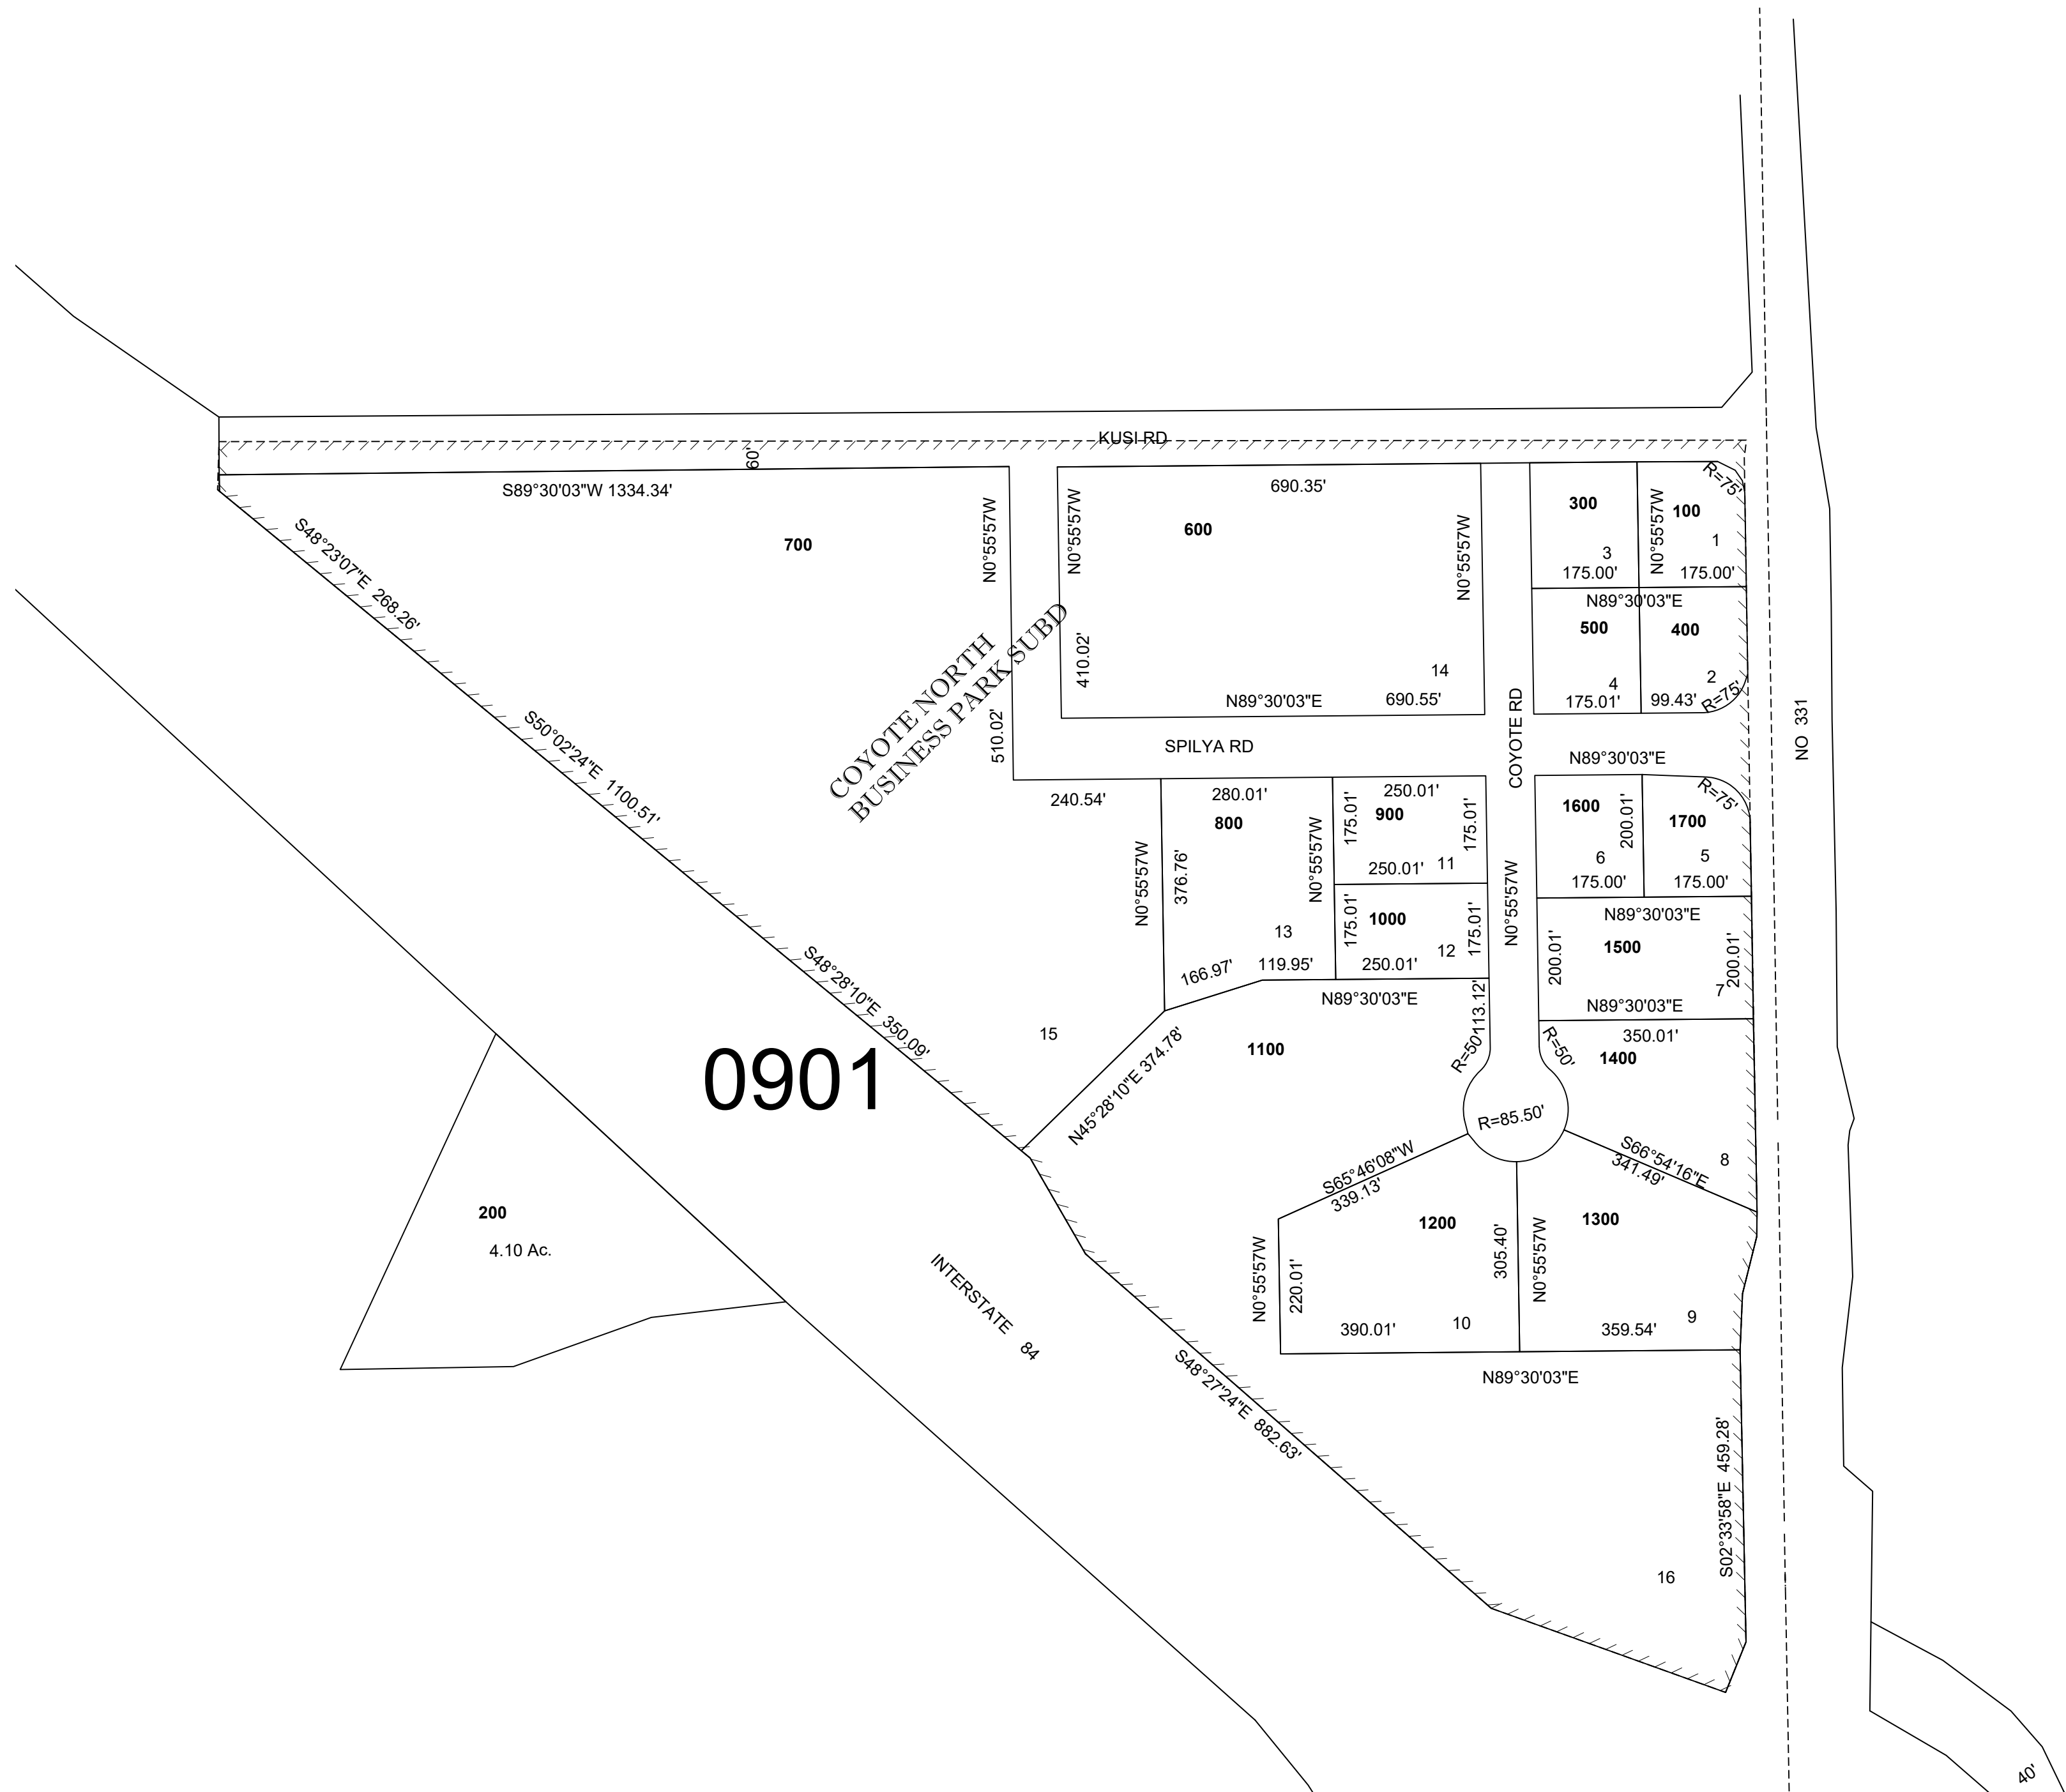 KUSI RD
60'
S89°30'03"W 1334.34'
690.35'
R=75'
N0°55'57W
N0°55'57W
600
N0°55'57W
300
N0°55'57W
100
700
S48°23'07"E 268.26'
3
1
175.00'
175.00'
N89°30'03"E
500
400
COYOTE NORTH
BUSINESS PARK SUBD
410.02'
14
4
2
N89°30'03"E
690.55'
175.01'
99.43'
R=75'
510.02'
SPILYA RD
COYOTE RD
N89°30'03"E
NO 331
S50°02'24"E 1100.51'
240.54'
280.01'
250.01'
R=75'
800
175.01'
900
175.01'
1600
200.01'
1700
N0°55'57W
376.76'
N0°55'57W
250.01'
11
N0°55'57W
6
5
175.00'
175.00'
N89°30'03"E
175.01'
1000
175.01'
1500
13
12
166.97'
119.95'
250.01'
200.01'
200.01'
7
S48°28'10"E 350.09'
N89°30'03"E
113.12'
N89°30'03"E
15
350.01'
1100
R=50'
R=50'
1400
0901
N45°28'10"E 374.78'
R=85.50'
S65°46'08"W
339.13'
S66°54'16"E
341.49'
8
200
4.10 Ac.
1200
1300
N0°55'57W
220.01'
305.40'
N0°55'57W
390.01'
10
359.54'
9
INTERSTATE 84
N89°30'03"E
S48°27'24"E 882.63'
S02°33'58"E 459.28'
16
40'